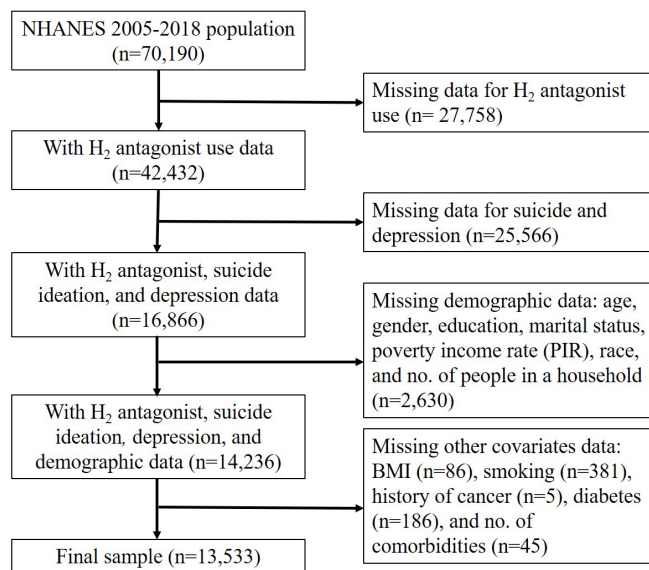 NHANES 2005-2018 population
(n=70,190)
Missing data for H₂ antagonist
use (n= 27,758)
With H₂ antagonist use data
(n=42,432)
Missing data for suicide and
depression (n=25,566)
With H₂ antagonist, suicide
ideation, and depression data
(n=16,866)
Missing demographic data: age,
gender, education, marital status,
poverty income rate (PIR), race,
and no. of people in a household
(n=2,630)
With H₂ antagonist, suicide
ideation, depression, and
demographic data (n=14,236)
Missing other covariates data:
BMI (n=86), smoking (n=381),
history of cancer (n=5), diabetes
(n=186), and no. of
comorbidities (n=45)
Final sample (n=13,533)